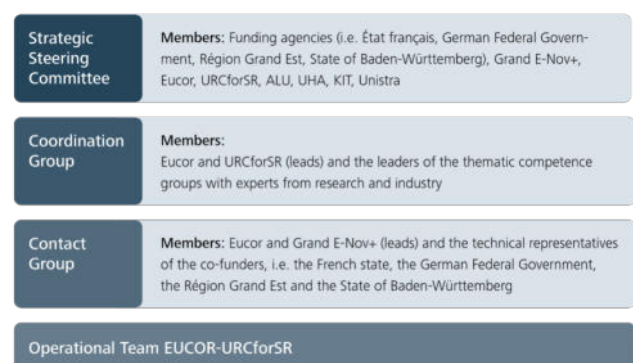 Strategic
Steering
Committee
Members: Funding agencies (i.e. État français, German Federal Govern-
ment, Région Grand Est, State of Baden-Württemberg), Grand E-Nov+,
Eucor, URCforSR, ALU, UHA, KIT, Unistra
Coordination
Group
Members:
Eucor and URCforSR (leads) and the leaders of the thematic competence
groups with experts from research and industry
Contact
Group
Members: Eucor and Grand E-Nov+ (leads) and the technical representatives
of the co-funders, i.e. the French state, the German Federal Government,
the Région Grand Est and the State of Baden-Württemberg
Operational Team EUCOR-URCforSR